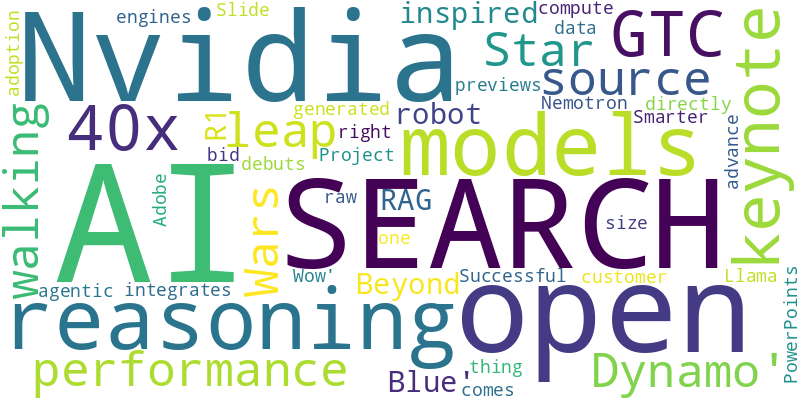 engines
Slide
inspired
compute
GTC
keynote
adoption
Nvidia
Star
data
source
previews
40x
walking
R1
leap
generated
robot
Nemotron
directly
Smarter
right
models
bid
debuts
Project
advance
AI
SEARCH
Adobe
Wars
raw
RAG
size
one
Wow'
Beyond
Successful
customer
Llama
agentic
integrates
reasoning
open
PowerPoints
performance
Blue'
thing
comes
Dynamo'